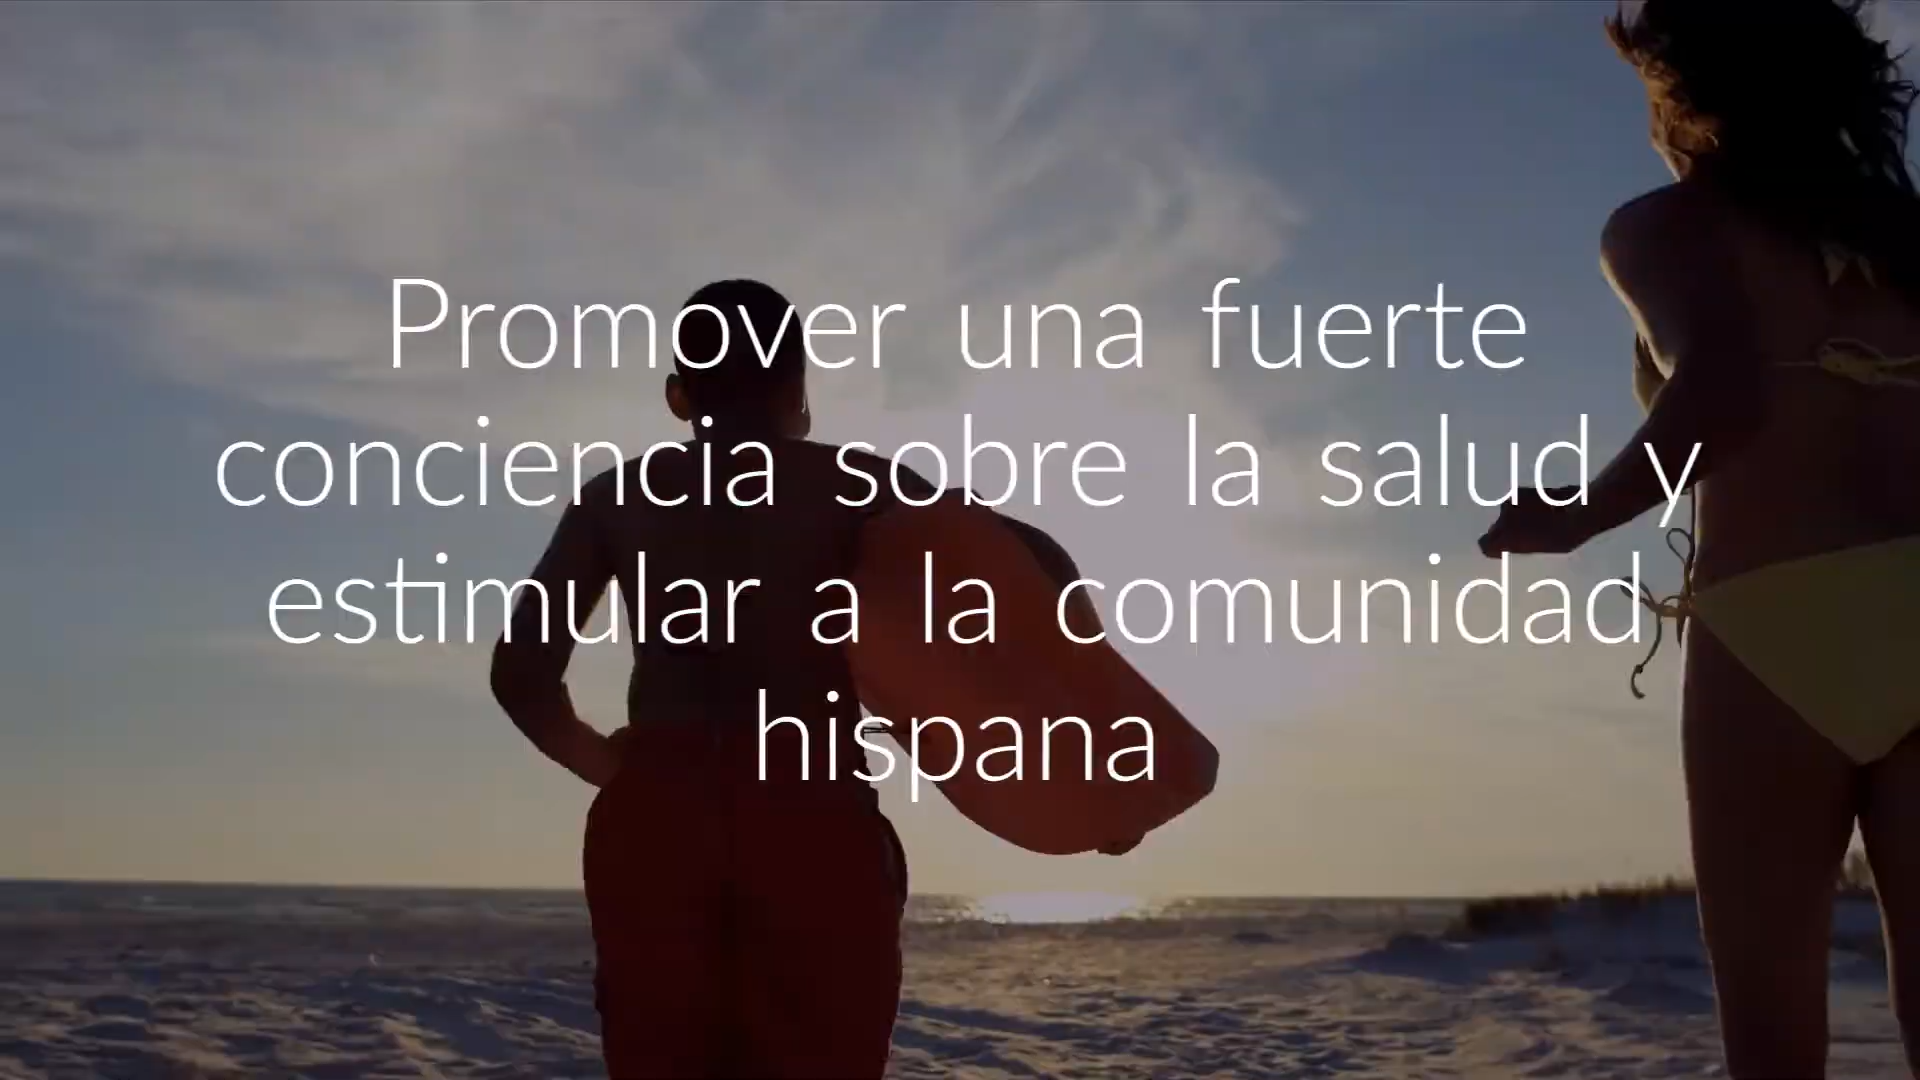 Promover una fuerte
conciencia sobre la salud y
estimular a la comunidad
hispana